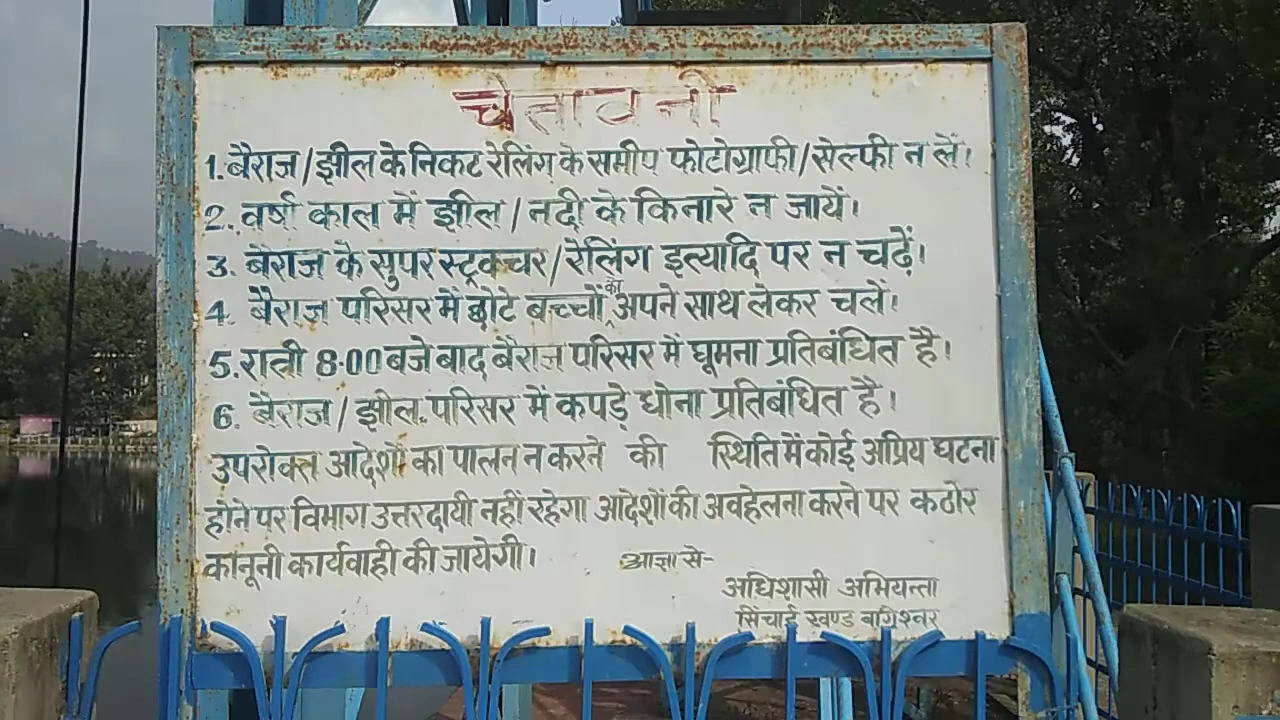 चेतावनी
1. बैराज/झील के निकट रेलिंग के समीप फोटोग्राफी/सेल्फी न लें।
2. वर्षा काल में झील/नदी के किनारे न जायें।
3. बैराज के सुपर स्ट्रक्चर/रेलिंग इत्यादि पर न चढ़ें।
4. बैराज परिसर में छोटे बच्चों का अपने साथ लेकर चलें।
5. रात्री 8.00 बजे बाद बैराज परिसर में घूमना प्रतिबंधित है।
6. बैराज/झील परिसर में कपड़े धोना प्रतिबंधित है।
उपरोक्त आदेशों का पालन न करने की स्थिति में कोई अप्रिय घटना
होने पर विभाग उत्तरदायी नहीं रहेगा आदेशों की अवहेलना करने पर कठोर
कानूनी कार्यवाही की जायेगी।
आज्ञा से-
अधिशासी अभियन्ता
सिंचाई खण्ड बागेश्वर